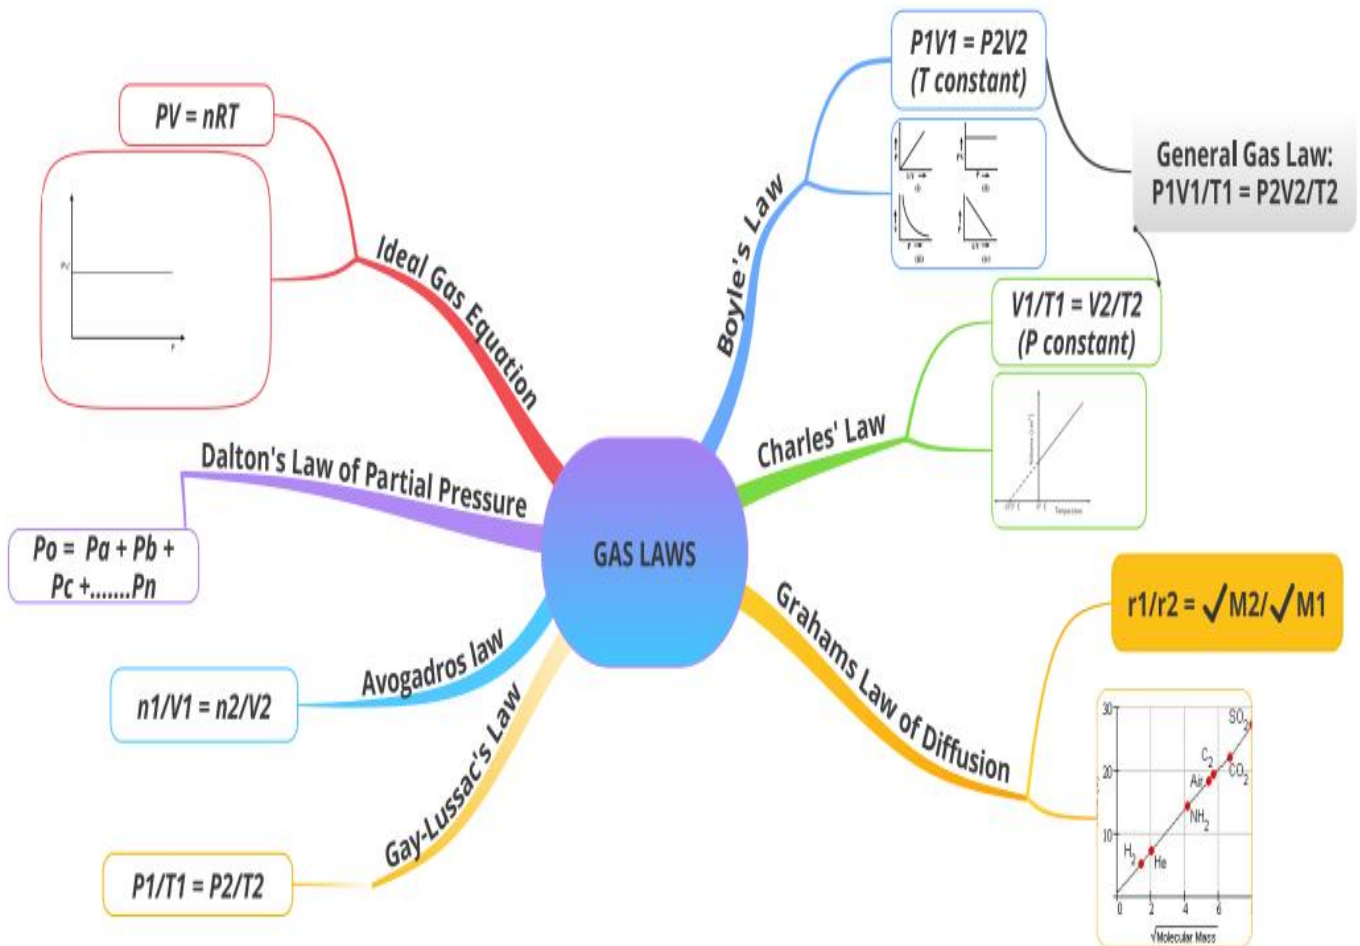 GAS LAWS
Boyle's Law
P1V1 = P2V2
(T constant)
(i)
(ii)
(iii)
General Gas Law:
P1V1/T1 = P2V2/T2
Charles' Law
V1/T1 = V2/T2
(P constant)
Temperature
Grahams Law of Diffusion
r1/r2 = √M2/√M1
30
20
10
SO2
C2
CO2
Air
NH2
H2
He
0 2 4 6
√Molecular Mass
Ideal Gas Equation
PV = nRT
PV
P
Dalton's Law of Partial Pressure
Po = Pa + Pb +
Pc +.......Pn
Avogadros law
n1/V1 = n2/V2
Gay-Lussac's Law
P1/T1 = P2/T2